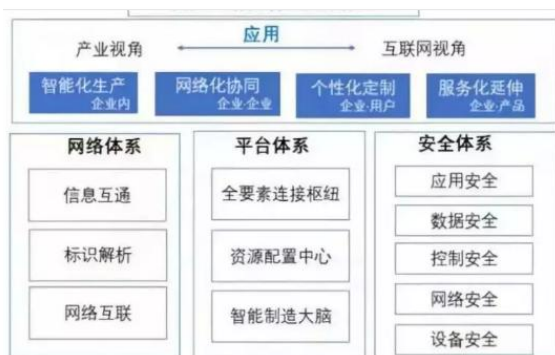 应用
产业视角
互联网视角
智能化生产
企业内
网络化协同
企业·企业
个性化定制
企业·用户
服务化延伸
企业·产品
网络体系
信息互通
标识解析
网络互联
平台体系
全要素连接枢纽
资源配置中心
智能制造大脑
安全体系
应用安全
数据安全
控制安全
网络安全
设备安全